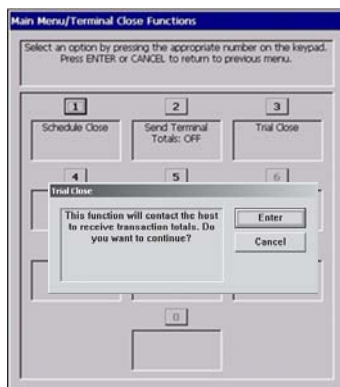 Main Menu/Terminal Close Functions
Select an option by pressing the appropriate number on the keypad.
Press ENTER or CANCEL to return to previous menu.
1
2
3
Schedule Close
Send Terminal
Totals: OFF
Trial Close
4
5
6
Trial Close
This function will contact the host
to receive transaction totals. Do
you want to continue?
Enter
Cancel
0